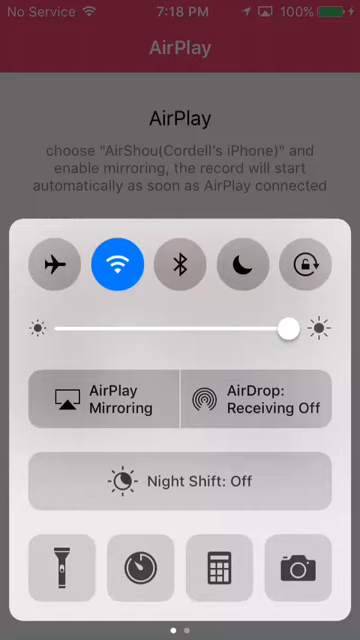 No Service 7:18 PM 100%
AirPlay
AirPlay
choose "AirShou(Cordell's iPhone)" and
enable mirroring, the record will start
automatically as soon as AirPlay connected
AirPlay
Mirroring
AirDrop:
Receiving Off
Night Shift: Off